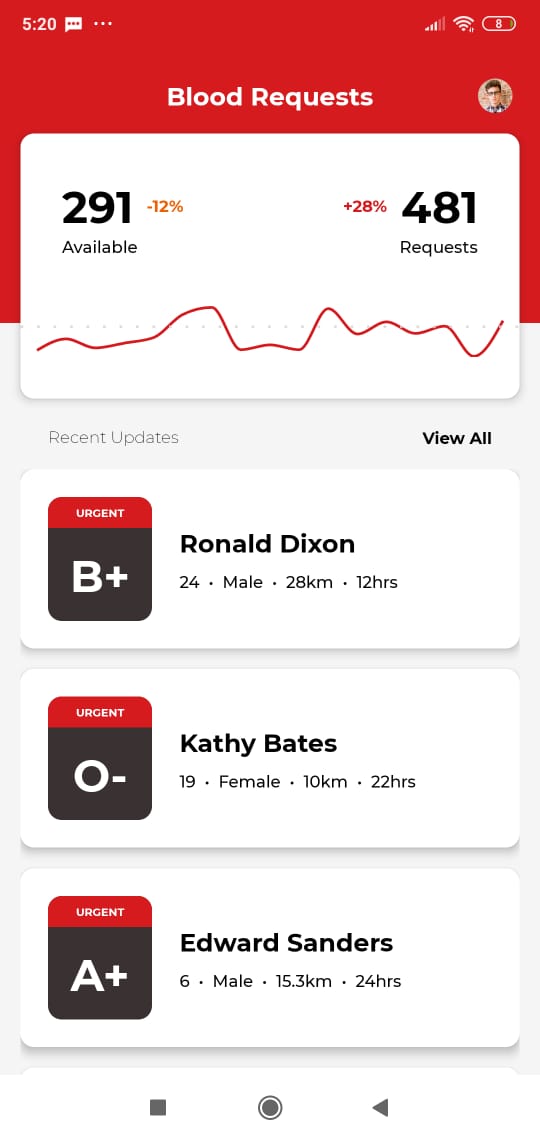 5:20 ... 8
Blood Requests
291 -12% +28% 481
Available Requests
Recent Updates View All
URGENT
B+
Ronald Dixon
24 • Male • 28km • 12hrs
URGENT
O-
Kathy Bates
19 • Female • 10km • 22hrs
URGENT
A+
Edward Sanders
6 • Male • 15.3km • 24hrs